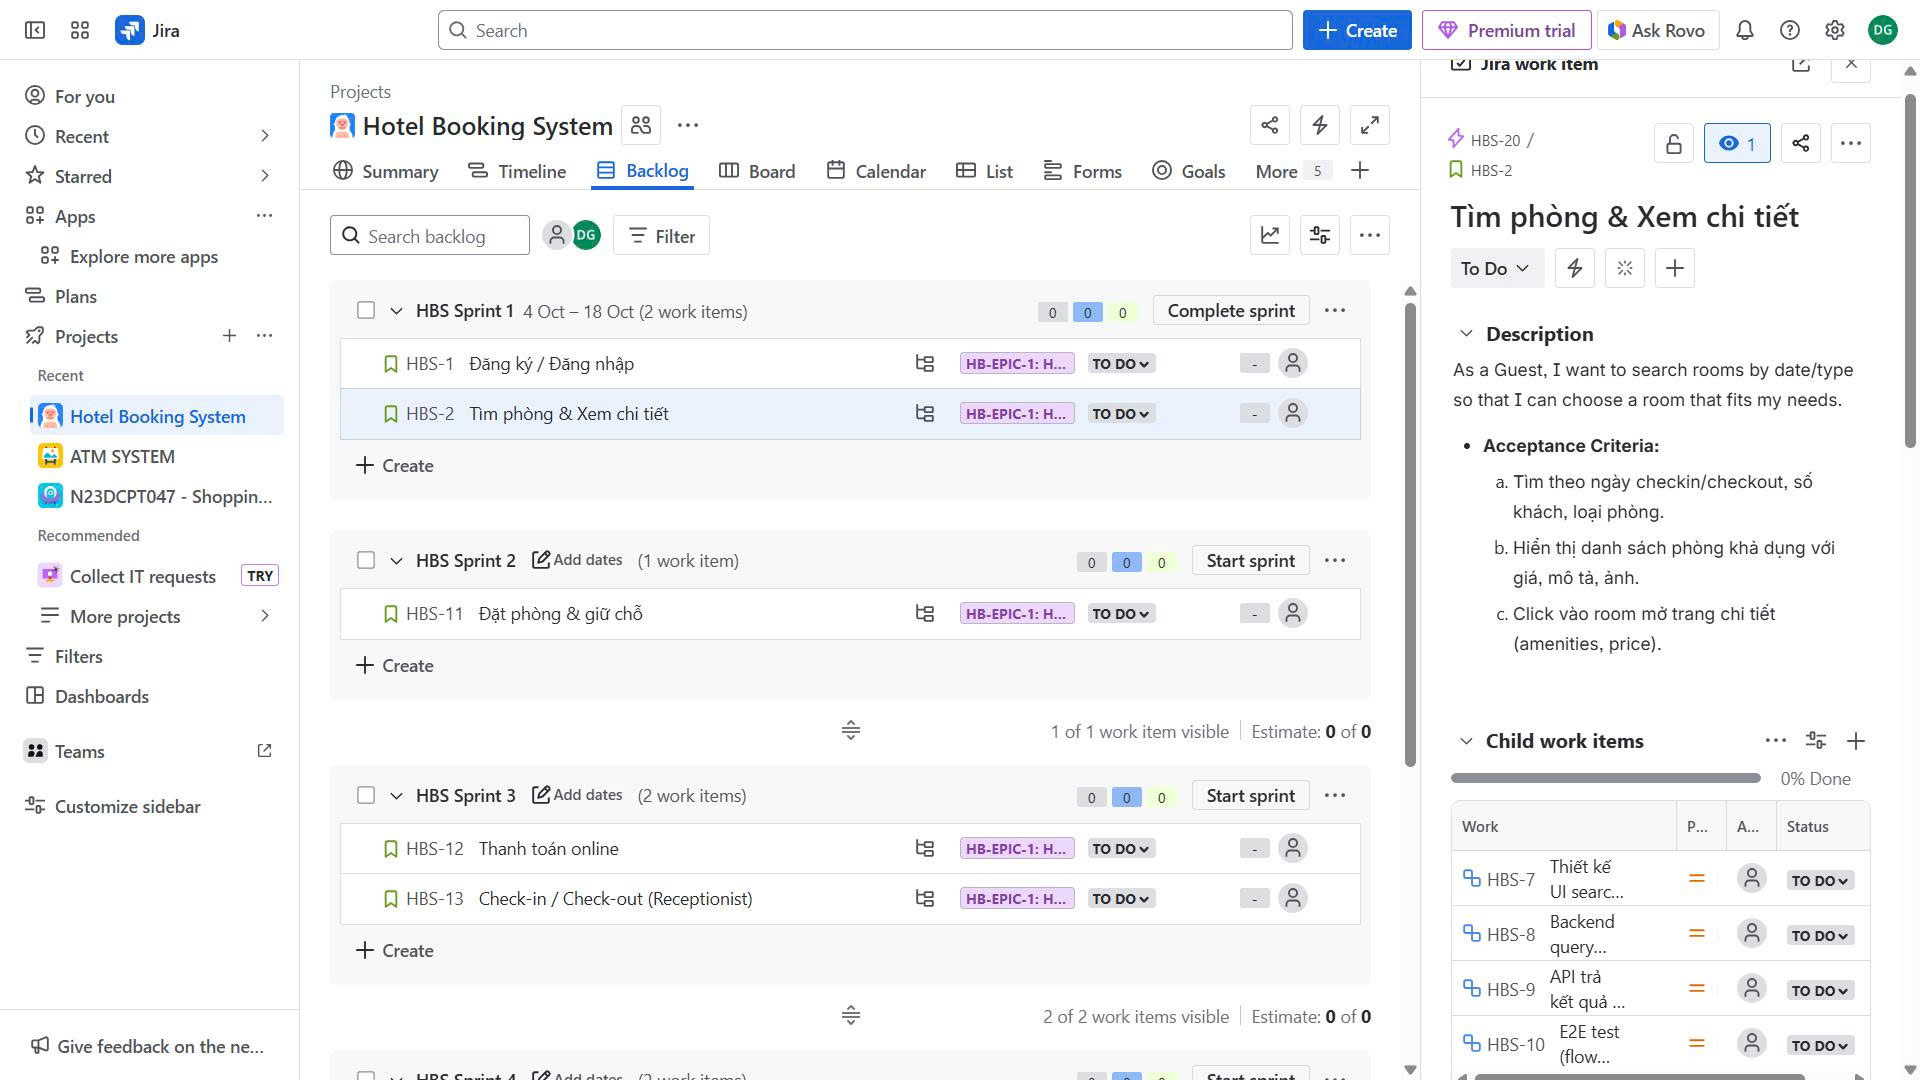 Jira
Search
Create
Premium trial
Ask Rovo
DG
For you
Recent
Starred
Apps
Explore more apps
Plans
Projects
Recent
Hotel Booking System
ATM SYSTEM
N23DCPT047 - Shoppin...
Recommended
Collect IT requests TRY
More projects
Filters
Dashboards
Teams
Customize sidebar
Give feedback on the ne...
Projects
Hotel Booking System
Summary
Timeline
Backlog
Board
Calendar
List
Forms
Goals
More 5
Search backlog
DG
Filter
HBS Sprint 1 4 Oct – 18 Oct (2 work items) 0 0 0 Complete sprint
HBS-1 Đăng ký / Đăng nhập HB-EPIC-1: H... TO DO -
HBS-2 Tìm phòng & Xem chi tiết HB-EPIC-1: H... TO DO -
Create
HBS Sprint 2 Add dates (1 work item) 0 0 0 Start sprint
HBS-11 Đặt phòng & giữ chỗ HB-EPIC-1: H... TO DO -
Create
1 of 1 work item visible Estimate: 0 of 0
HBS Sprint 3 Add dates (2 work items) 0 0 0 Start sprint
HBS-12 Thanh toán online HB-EPIC-1: H... TO DO -
HBS-13 Check-in / Check-out (Receptionist) HB-EPIC-1: H... TO DO -
Create
2 of 2 work items visible Estimate: 0 of 0
HBS Sprint 4 Add dates (2 work items) 0 0 0 Start sprint
Jira work item
HBS-20 /
HBS-2
1
Tìm phòng & Xem chi tiết
To Do
Description
As a Guest, I want to search rooms by date/type
so that I can choose a room that fits my needs.
• Acceptance Criteria:
a. Tìm theo ngày checkin/checkout, số
khách, loại phòng.
b. Hiển thị danh sách phòng khả dụng với
giá, mô tả, ảnh.
c. Click vào room mở trang chi tiết
(amenities, price).
Child work items
0% Done
Work P... A... Status
HBS-7 Thiết kế
UI searc... TO DO
HBS-8 Backend
query... TO DO
HBS-9 API trả
kết quả ... TO DO
HBS-10 E2E test
(flow... TO DO